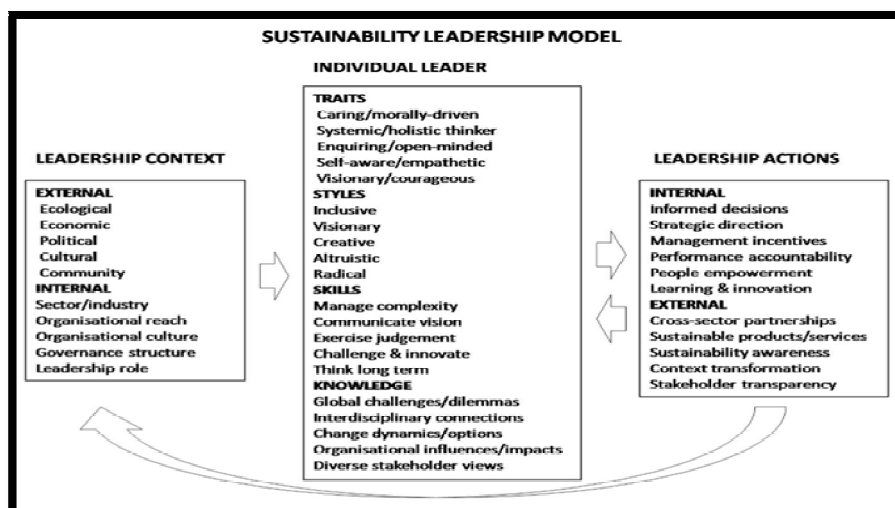 SUSTAINABILITY LEADERSHIP MODEL
INDIVIDUAL LEADER
LEADERSHIP CONTEXT
EXTERNAL
Ecological
Economic
Political
Cultural
Community
INTERNAL
Sector/industry
Organisational reach
Organisational culture
Governance structure
Leadership role
TRAITS
Caring/morally-driven
Systemic/holistic thinker
Enquiring/open-minded
Self-aware/empathetic
Visionary/courageous
STYLES
Inclusive
Visionary
Creative
Altruistic
Radical
SKILLS
Manage complexity
Communicate vision
Exercise judgement
Challenge & innovate
Think long term
KNOWLEDGE
Global challenges/dilemmas
Interdisciplinary connections
Change dynamics/options
Organisational influences/impacts
Diverse stakeholder views
LEADERSHIP ACTIONS
INTERNAL
Informed decisions
Strategic direction
Management incentives
Performance accountability
People empowerment
Learning & innovation
EXTERNAL
Cross-sector partnerships
Sustainable products/services
Sustainability awareness
Context transformation
Stakeholder transparency